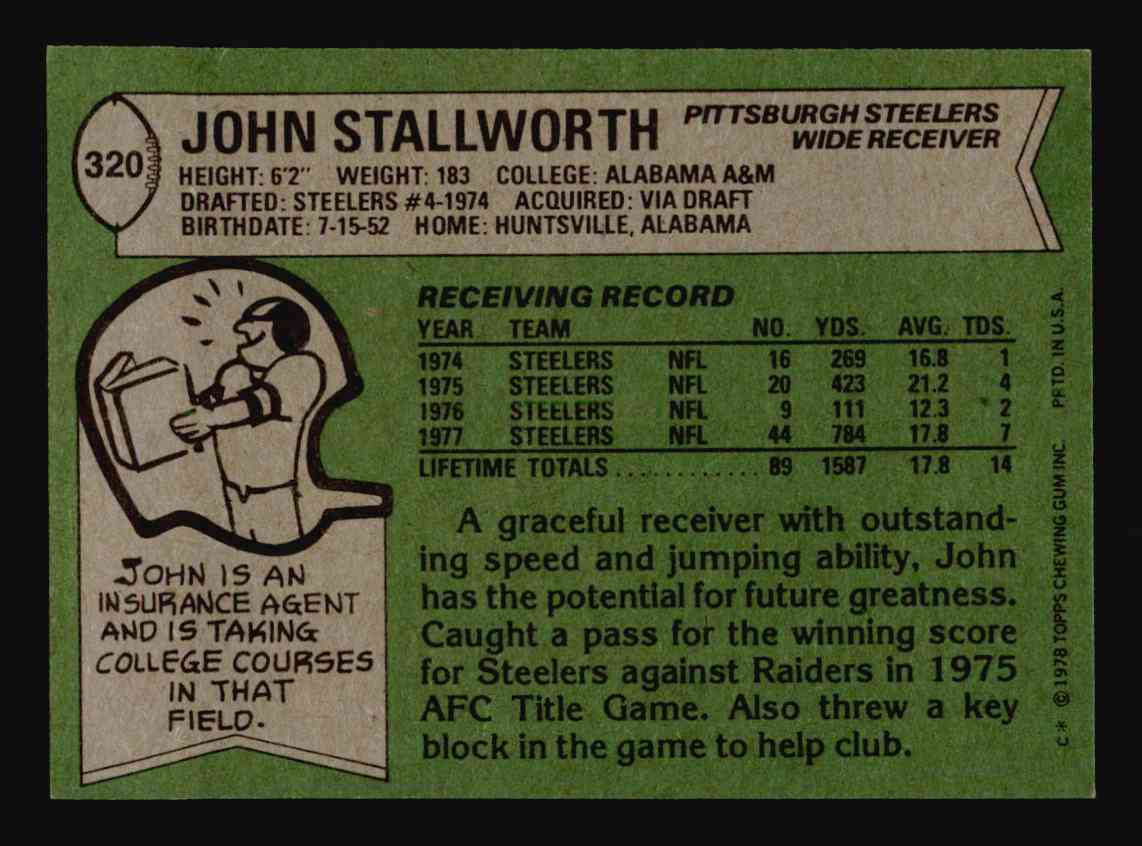 320
JOHN STALLWORTH
PITTSBURGH STEELERS
WIDE RECEIVER
HEIGHT: 6'2" WEIGHT: 183 COLLEGE: ALABAMA A&M
DRAFTED: STEELERS #4-1974 ACQUIRED: VIA DRAFT
BIRTHDATE: 7-15-52 HOME: HUNTSVILLE, ALABAMA
JOHN IS AN
INSURANCE AGENT
AND IS TAKING
COLLEGE COURSES
IN THAT
FIELD.
RECEIVING RECORD
YEAR TEAM NO. YDS. AVG. TDS.
1974 STEELERS NFL 16 269 16.8 1
1975 STEELERS NFL 20 423 21.2 4
1976 STEELERS NFL 9 111 12.3 2
1977 STEELERS NFL 44 784 17.8 7
LIFETIME TOTALS ............. 89 1587 17.8 14
A graceful receiver with outstand-
ing speed and jumping ability, John
has the potential for future greatness.
Caught a pass for the winning score
for Steelers against Raiders in 1975
AFC Title Game. Also threw a key
block in the game to help club.
C* © 1978 TOPPS CHEWING GUM INC. PRTD. IN U.S.A.